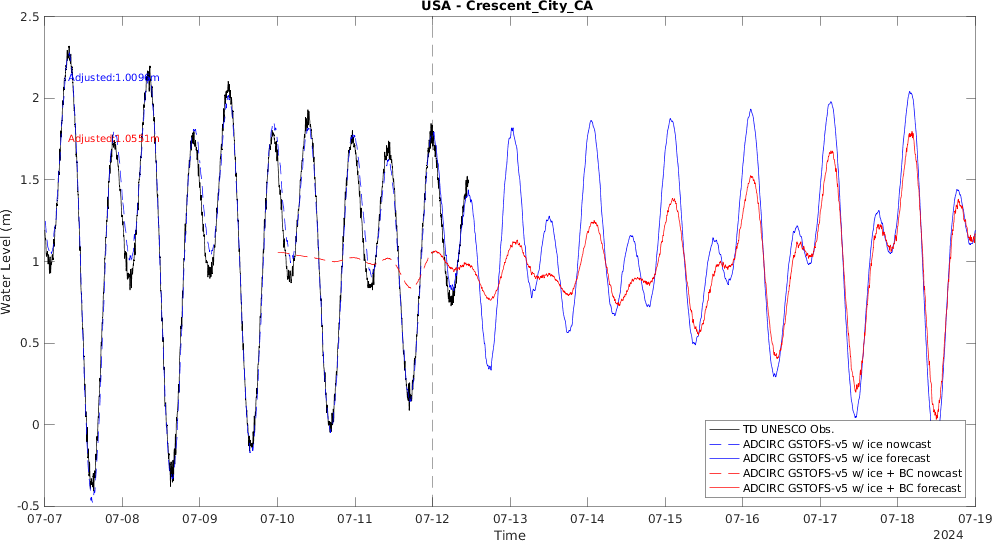 USA - Crescent_City_CA
2.5
2
1.5
1
0.5
0
-0.5
Water Level (m)
Adjusted:1.0096m
Adjusted:1.0551m
TD UNESCO Obs.
ADCIRC GSTOFS-v5 w/ ice nowcast
ADCIRC GSTOFS-v5 w/ ice forecast
ADCIRC GSTOFS-v5 w/ ice + BC nowcast
ADCIRC GSTOFS-v5 w/ ice + BC forecast
07-07 07-08 07-09 07-10 07-11 07-12 07-13 07-14 07-15 07-16 07-17 07-18 07-19
Time
2024